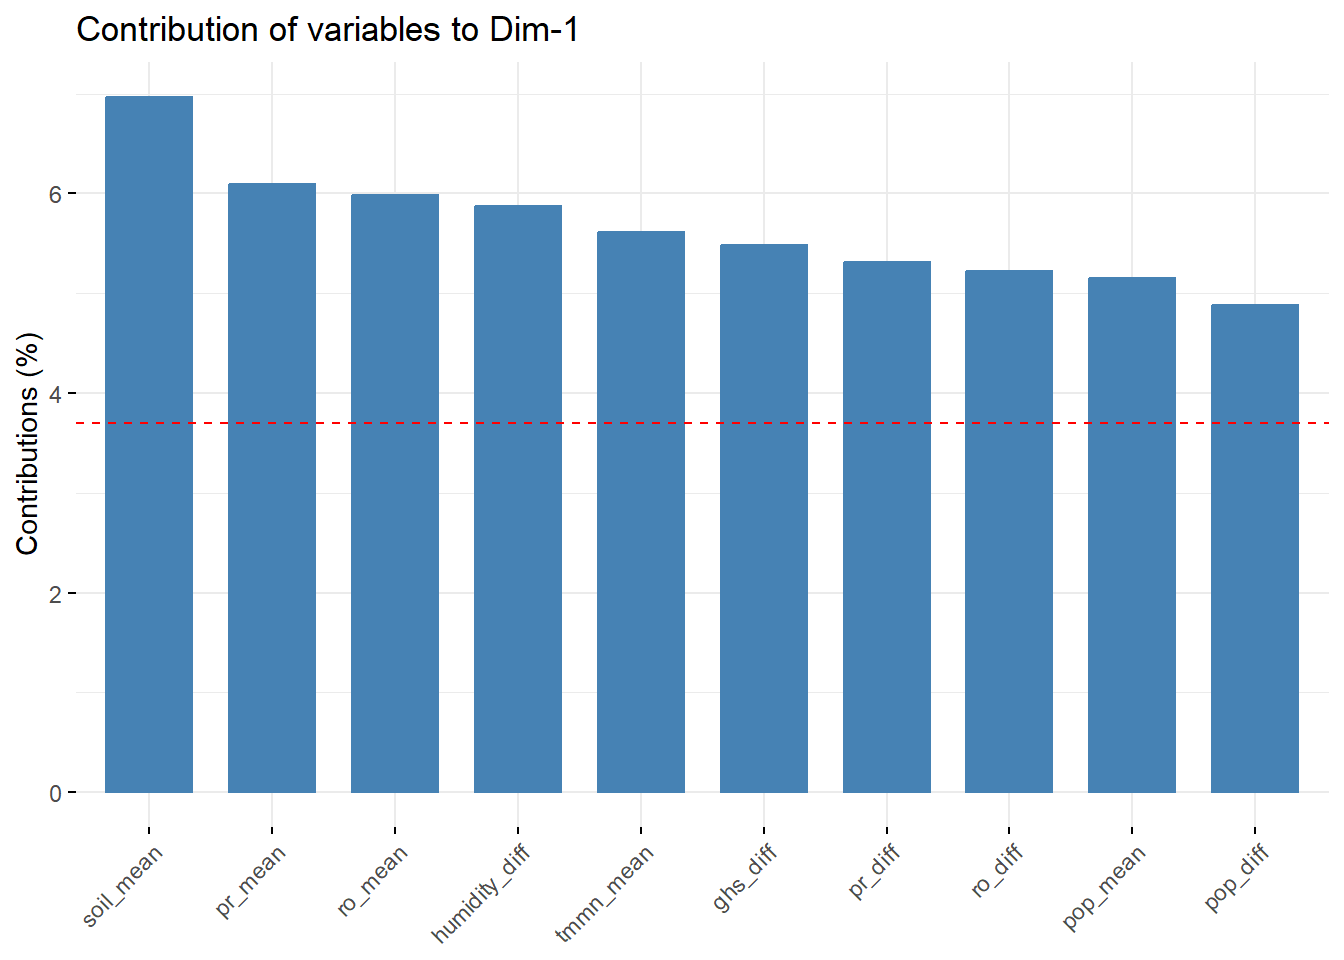 Contribution of variables to Dim-1
Contributions (%)
6
4
2
0
soil_mean
pr_mean
ro_mean
humidity_diff
tmmn_mean
ghs_diff
pr_diff
ro_diff
pop_mean
pop_diff